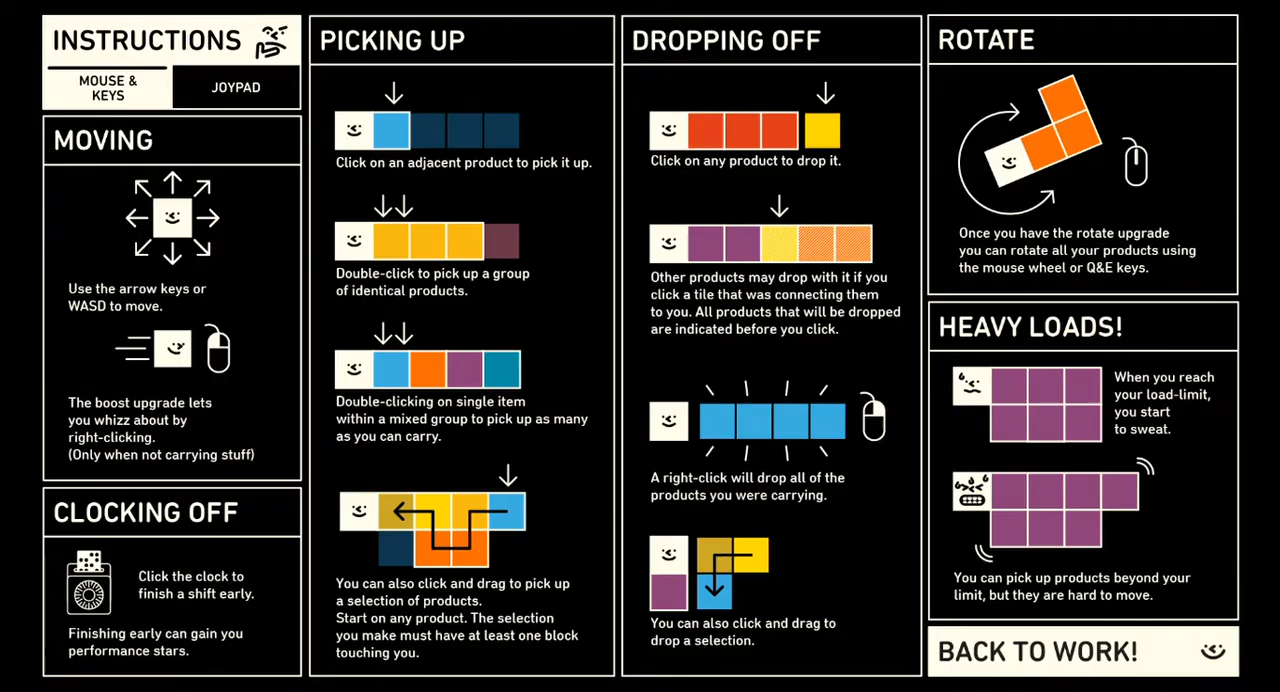 INSTRUCTIONS
MOUSE &
KEYS
JOYPAD
MOVING
Use the arrow keys or
WASD to move.
The boost upgrade lets
you whizz about by
right-clicking.
(Only when not carrying stuff)
CLOCKING OFF
Click the clock to
finish a shift early.
Finishing early can gain you
performance stars.
PICKING UP
Click on an adjacent product to pick it up.
Double-click to pick up a group
of identical products.
Double-clicking on single item
within a mixed group to pick up as many
as you can carry.
You can also click and drag to pick up
a selection of products.
Start on any product. The selection
you make must have at least one block
touching you.
DROPPING OFF
Click on any product to drop it.
Other products may drop with it if you
click a tile that was connecting them
to you. All products that will be dropped
are indicated before you click.
A right-click will drop all of the
products you were carrying.
You can also click and drag to
drop a selection.
ROTATE
Once you have the rotate upgrade
you can rotate all your products using
the mouse wheel or Q&E keys.
HEAVY LOADS!
When you reach
your load-limit,
you start
to sweat.
You can pick up products beyond your
limit, but they are hard to move.
BACK TO WORK!